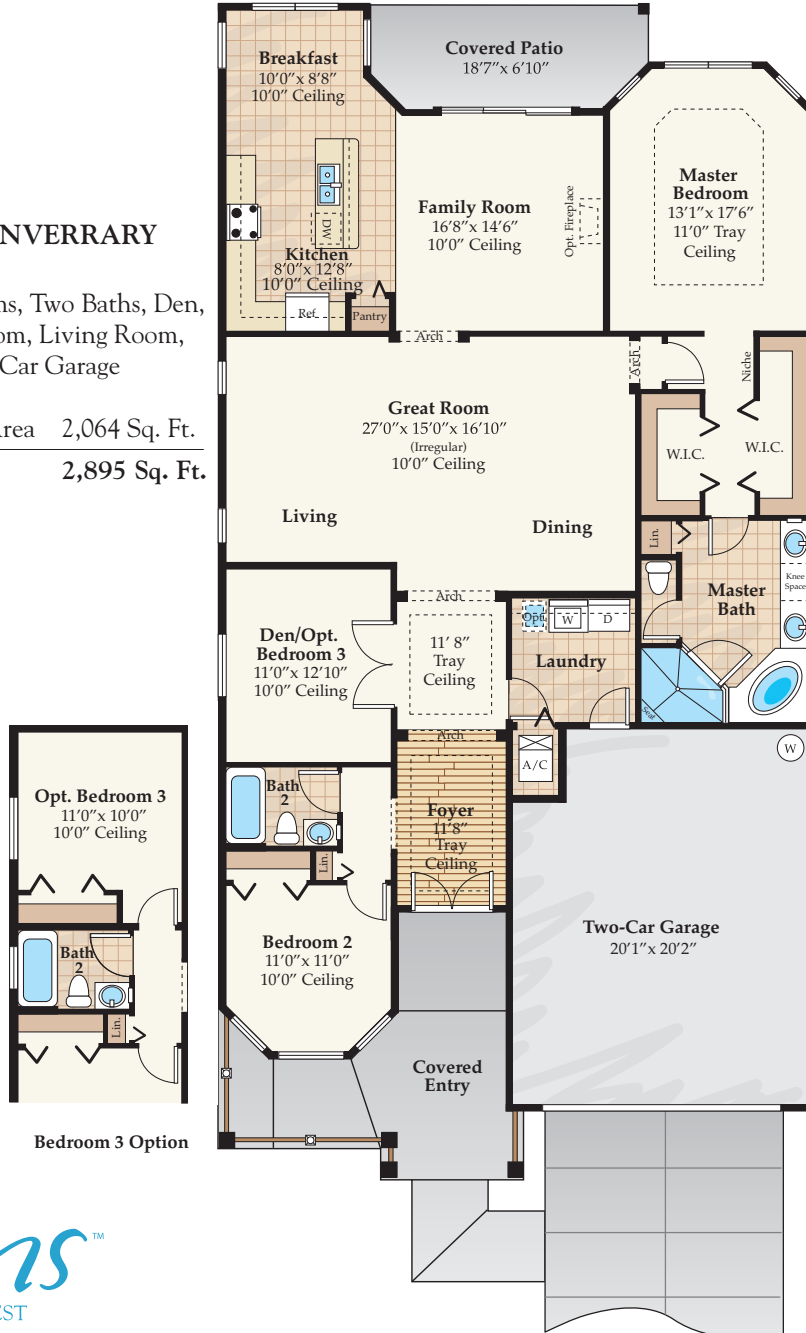 Breakfast
10'0"x 8'8"
10'0" Ceiling
Covered Patio
18'7"x 6'10"
Master
Bedroom
13'1"x 17'6"
11'0" Tray
Ceiling
NVERRARY
ns, Two Baths, Den,
om, Living Room,
Car Garage
Area 2,064 Sq. Ft.
2,895 Sq. Ft.
DW
Kitchen
8'0"x 12'8"
10'0" Ceiling
Ref.
Pantry
Family Room
16'8"x 14'6"
10'0" Ceiling
Opt. Fireplace
Arch
Arch
Niche
Great Room
27'0"x 15'0"x 16'10"
(Irregular)
10'0" Ceiling
Living
Dining
W.I.C.
W.I.C.
Lin.
Knee
Space
Master
Bath
Seat
Arch
Den/Opt.
Bedroom 3
11'0"x 12'10"
10'0" Ceiling
11' 8"
Tray
Ceiling
Opt.
W
D
Laundry
Arch
A/C
W
Bath
2
Lin.
Foyer
11'8"
Tray
Ceiling
Bedroom 2
11'0"x 11'0"
10'0" Ceiling
Two-Car Garage
20'1"x 20'2"
Covered
Entry
Opt. Bedroom 3
11'0"x 10'0"
10'0" Ceiling
Bath
2
Lin.
Bedroom 3 Option
ns™
EST